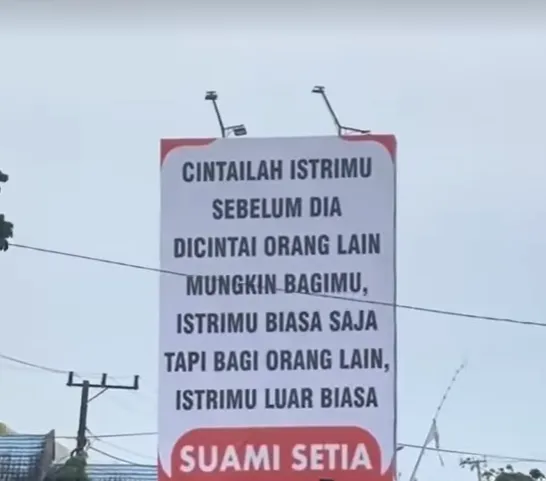 CINTAILAH ISTRIMU
SEBELUM DIA
DICINTAI ORANG LAIN
MUNGKIN BAGIMU,
ISTRIMU BIASA SAJA
TAPI BAGI ORANG LAIN,
ISTRIMU LUAR BIASA
SUAMI SETIA